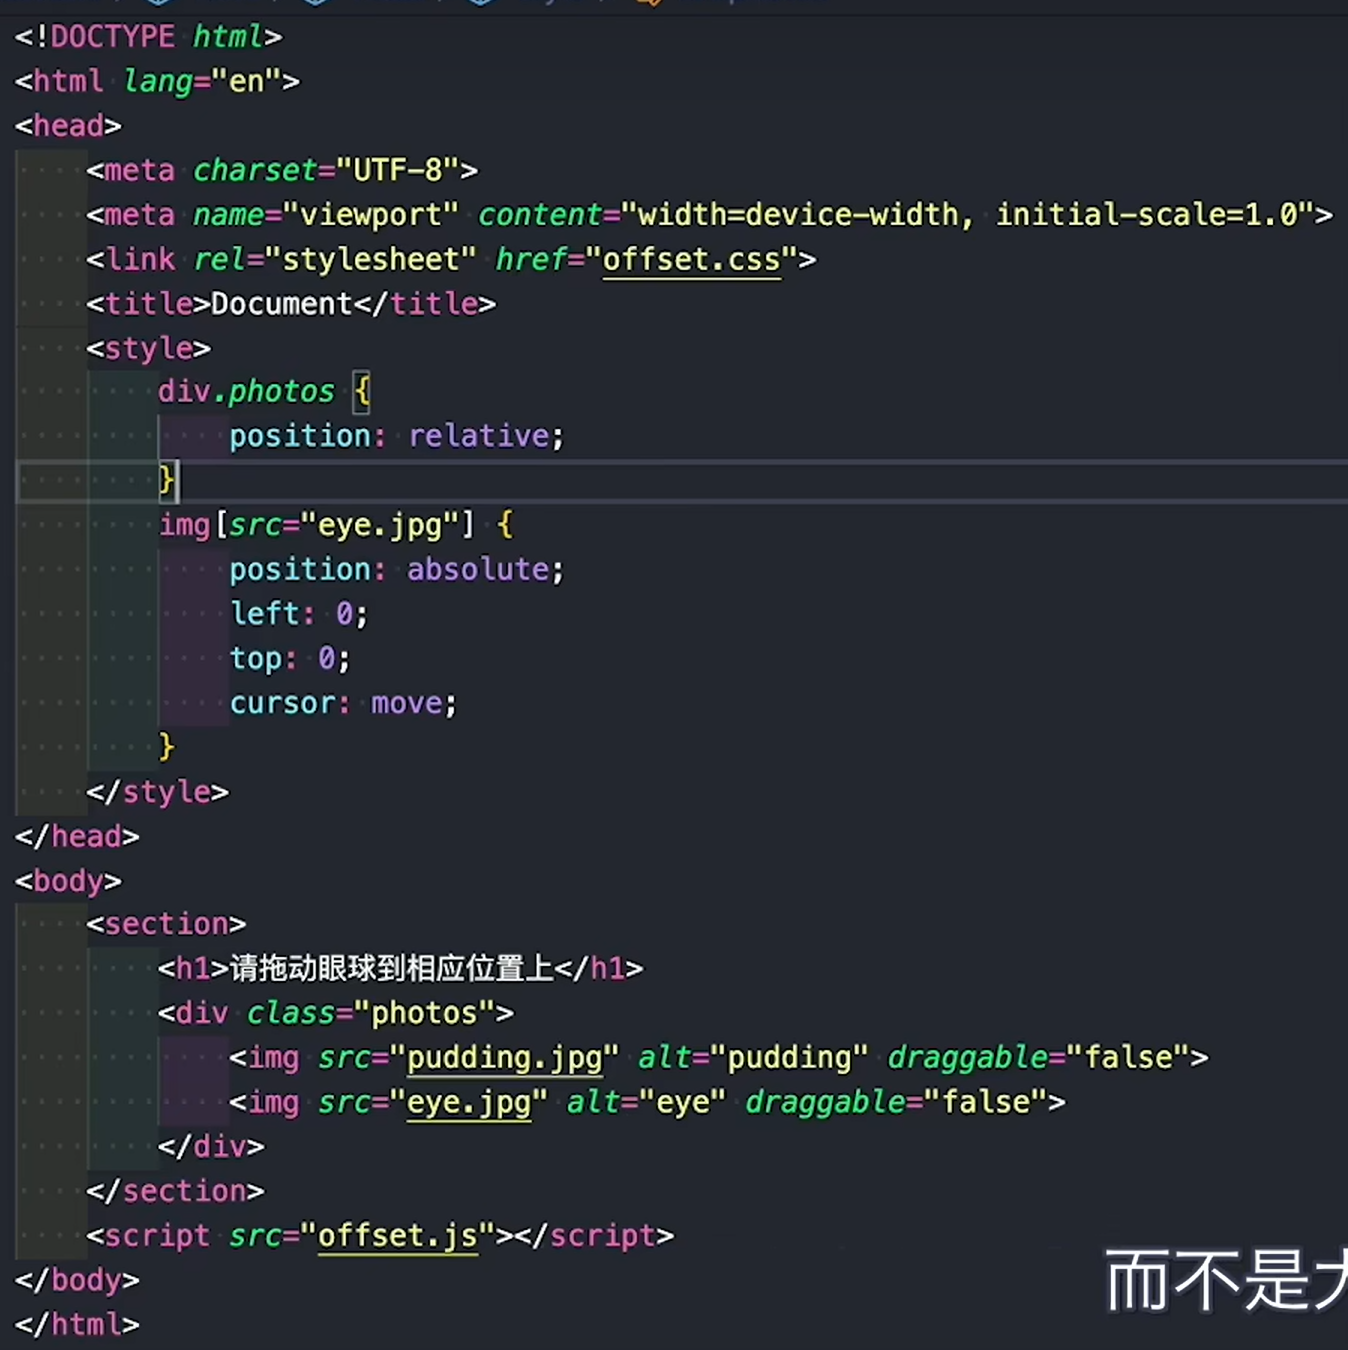 <!DOCTYPE html>
<html lang="en">
<head>
    <meta charset="UTF-8">
    <meta name="viewport" content="width=device-width, initial-scale=1.0">
    <link rel="stylesheet" href="offset.css">
    <title>Document</title>
    <style>
        div.photos {
            position: relative;
        }
        img[src="eye.jpg"] {
            position: absolute;
            left: 0;
            top: 0;
            cursor: move;
        }
    </style>
</head>
<body>
    <section>
        <h1>请拖动眼球到相应位置上</h1>
        <div class="photos">
            <img src="pudding.jpg" alt="pudding" draggable="false">
            <img src="eye.jpg" alt="eye" draggable="false">
        </div>
    </section>
    <script src="offset.js"></script>
</body>
</html>
而不是